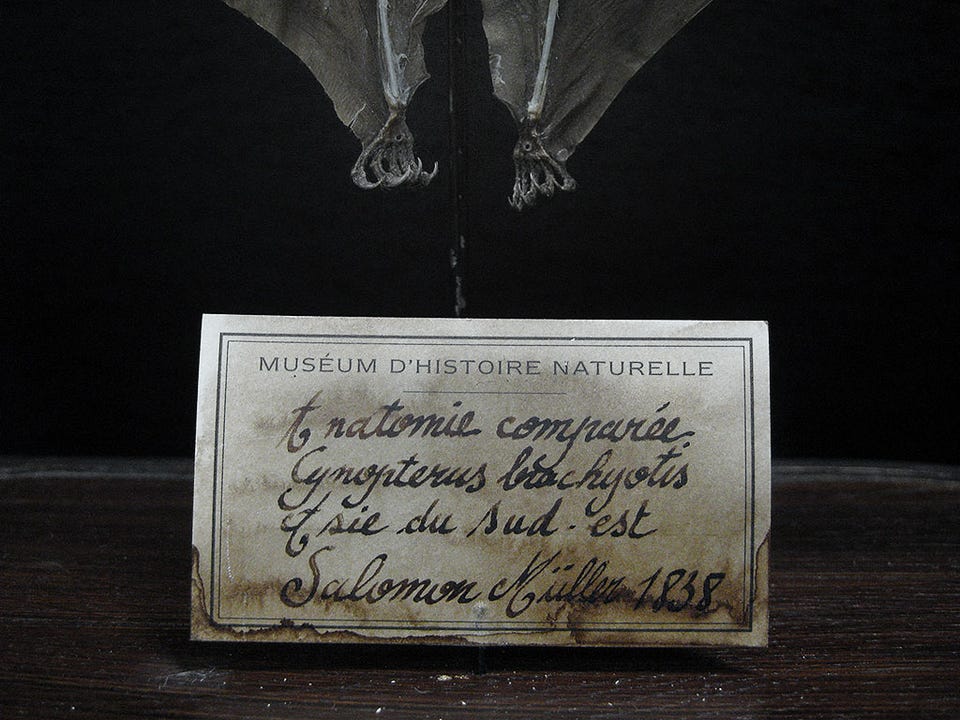 MUSÉUM D'HISTOIRE NATURELLE
Anatomie comparée.
Cynopterus brachyotis
Asie du Sud-est
Salomon Müller 1838